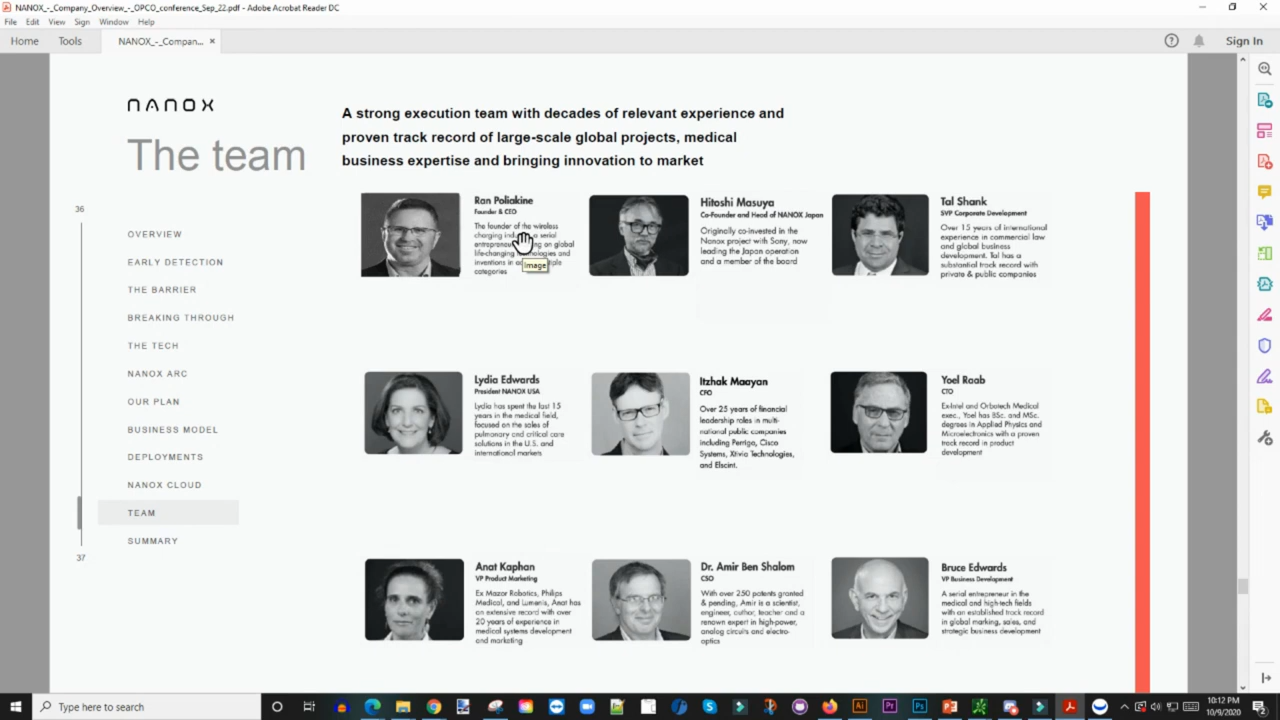 NANOX_-_Company_Overview_-_OPCO_conference_Sep_22.pdf - Adobe Acrobat Reader DC
File Edit View Sign Window Help
Home Tools NANOX_-_Compan... × Sign In
NANOX
The team
A strong execution team with decades of relevant experience and
proven track record of large-scale global projects, medical
business expertise and bringing innovation to market
36
OVERVIEW
EARLY DETECTION
THE BARRIER
BREAKING THROUGH
THE TECH
NANOX ARC
OUR PLAN
BUSINESS MODEL
DEPLOYMENTS
NANOX CLOUD
TEAM
SUMMARY
37
Ran Poliakine
Founder & CEO
The founder of the wireless
charging a serial
on global
life-changing
inventions in
categories
Image
Hitoshi Masuya
Co-Founder and Head of NANOX Japan
Originally co-invested in the
Nanox project with Sony, now
leading the Japan operation
and a member of the board
Tal Shank
SVP Corporate Development
Over 15 years of international
experience in commercial law
and global business
development. Tal has a
substantial track record with
private & public companies
Lydia Edwards
President NANOX USA
Lydia has spent the last 15
years in the medical field,
focused on the sales of
pulmonary and critical care
solutions in the U.S. and
international markets
Itzhak Maayan
CFO
Over 25 years of financial
leadership roles in multi-
national public companies
including Perrigo, Cisco
Systems, Xtivia Technologies,
and Elscint.
Yoel Raab
CTO
Ex-Intel and Orbotech Medical
exec., Yoel has BSc. and MSc.
degrees in Applied Physics and
Microelectronics with a proven
track record in product
development
Anat Kaphan
VP Product Marketing
Ex Mazor Robotics, Philips
Medical, and Lumenis, Anat has
an extensive record with over
20 years of experience in
medical systems development
and marketing
Dr. Amir Ben Shalom
CSO
With over 250 patents granted
& pending, Amir is a scientist,
engineer, author, teacher and a
renown expert in high-power,
analog circuits and electro-
optics
Bruce Edwards
VP Business Development
A serial entrepreneur in the
medical and high-tech fields
with an established track record
in global marking, sales, and
strategic business development
Type here to search
10:12 PM
10/9/2020